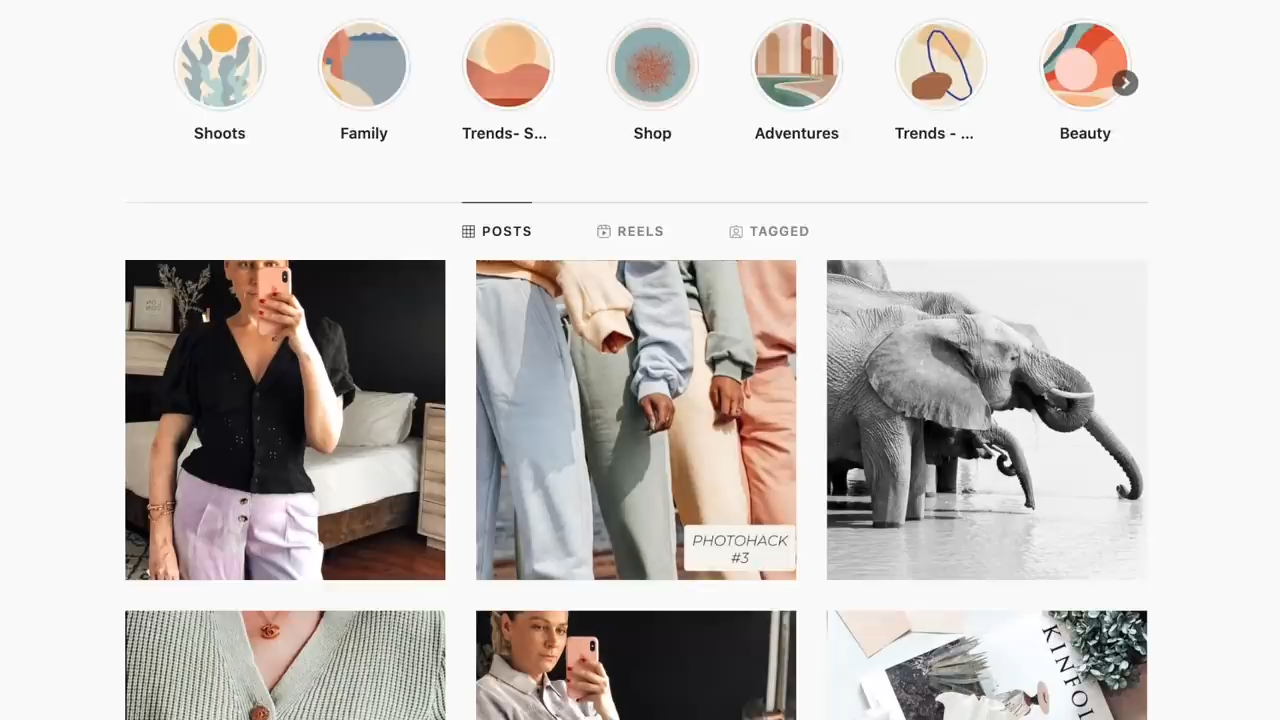 Shoots
Family
Trends- S...
Shop
Adventures
Trends - ...
Beauty
POSTS
REELS
TAGGED
PHOTOHACK
#3
KINFOL